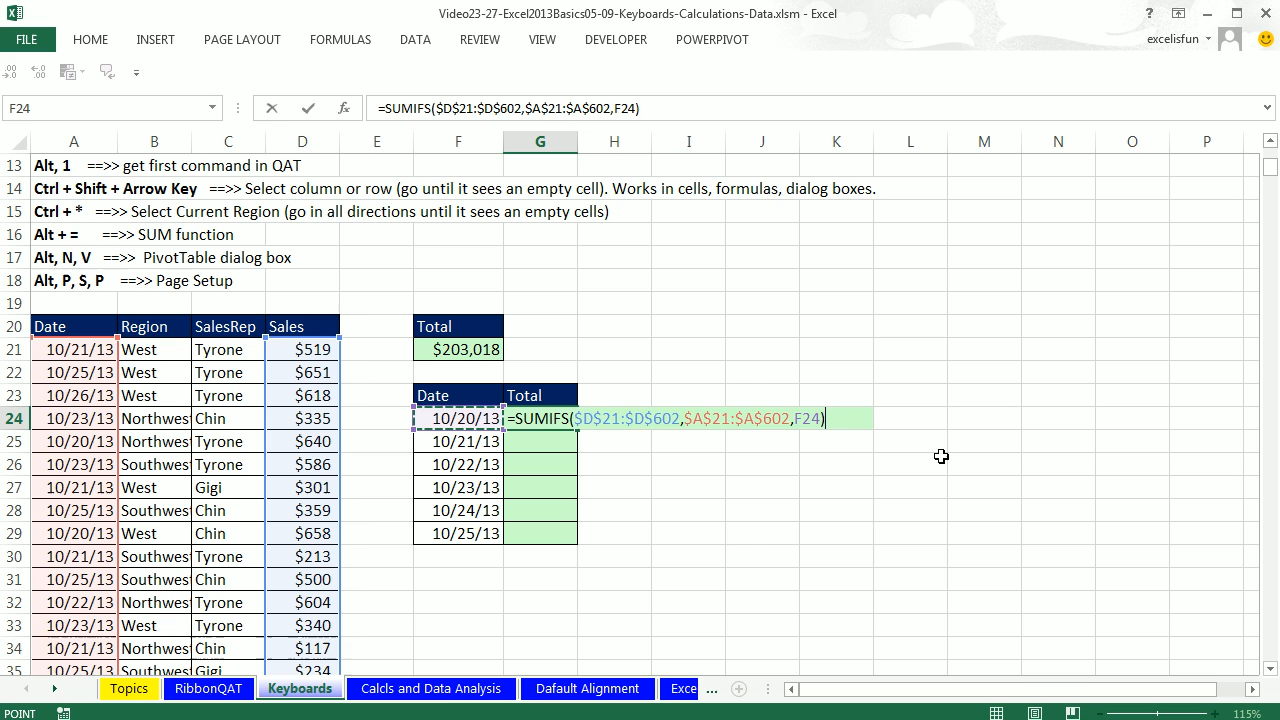 Video23-27-Excel2013Basics05-09-Keyboards-Calculations-Data.xlsm - Excel
FILE HOME INSERT PAGE LAYOUT FORMULAS DATA REVIEW VIEW DEVELOPER POWERPIVOT excelisfun
F24 =SUMIFS($D$21:$D$602,$A$21:$A$602,F24)
A B C D E F G H I J K L M N O P
13 Alt, 1 ==>> get first command in QAT
14 Ctrl + Shift + Arrow Key ==>> Select column or row (go until it sees an empty cell). Works in cells, formulas, dialog boxes.
15 Ctrl + * ==>> Select Current Region (go in all directions until it sees an empty cells)
16 Alt + = ==>> SUM function
17 Alt, N, V ==>> PivotTable dialog box
18 Alt, P, S, P ==>> Page Setup
19
20 Date Region SalesRep Sales Total
21 10/21/13 West Tyrone $519 $203,018
22 10/25/13 West Tyrone $651
23 10/26/13 West Tyrone $618 Date Total
24 10/23/13 Northwes Chin $335 10/20/13 =SUMIFS($D$21:$D$602,$A$21:$A$602,F24)
25 10/20/13 Northwes Tyrone $640 10/21/13
26 10/23/13 Southwes Tyrone $586 10/22/13
27 10/21/13 West Gigi $301 10/23/13
28 10/25/13 Southwes Chin $359 10/24/13
29 10/20/13 West Chin $658 10/25/13
30 10/21/13 Southwes Tyrone $213
31 10/25/13 Southwes Chin $500
32 10/22/13 Northwes Tyrone $604
33 10/23/13 West Tyrone $340
34 10/21/13 Northwes Chin $117
35 10/25/13 Southwes Gigi $234
Topics RibbonQAT Keyboards Calcls and Data Analysis Dafault Alignment Exce ...
POINT 115%